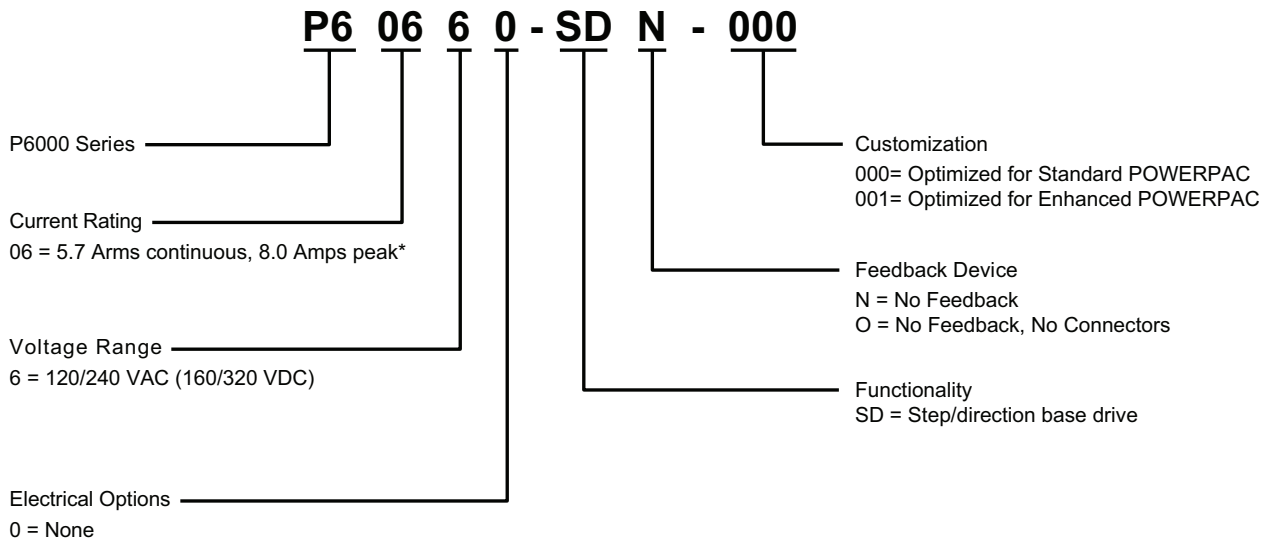 P6 06 6 0 - SD N - 000
P6000 Series
Current Rating
06 = 5.7 Arms continuous, 8.0 Amps peak*
Voltage Range
6 = 120/240 VAC (160/320 VDC)
Electrical Options
0 = None
Customization
000= Optimized for Standard POWERPAC
001= Optimized for Enhanced POWERPAC
Feedback Device
N = No Feedback
O = No Feedback, No Connectors
Functionality
SD = Step/direction base drive